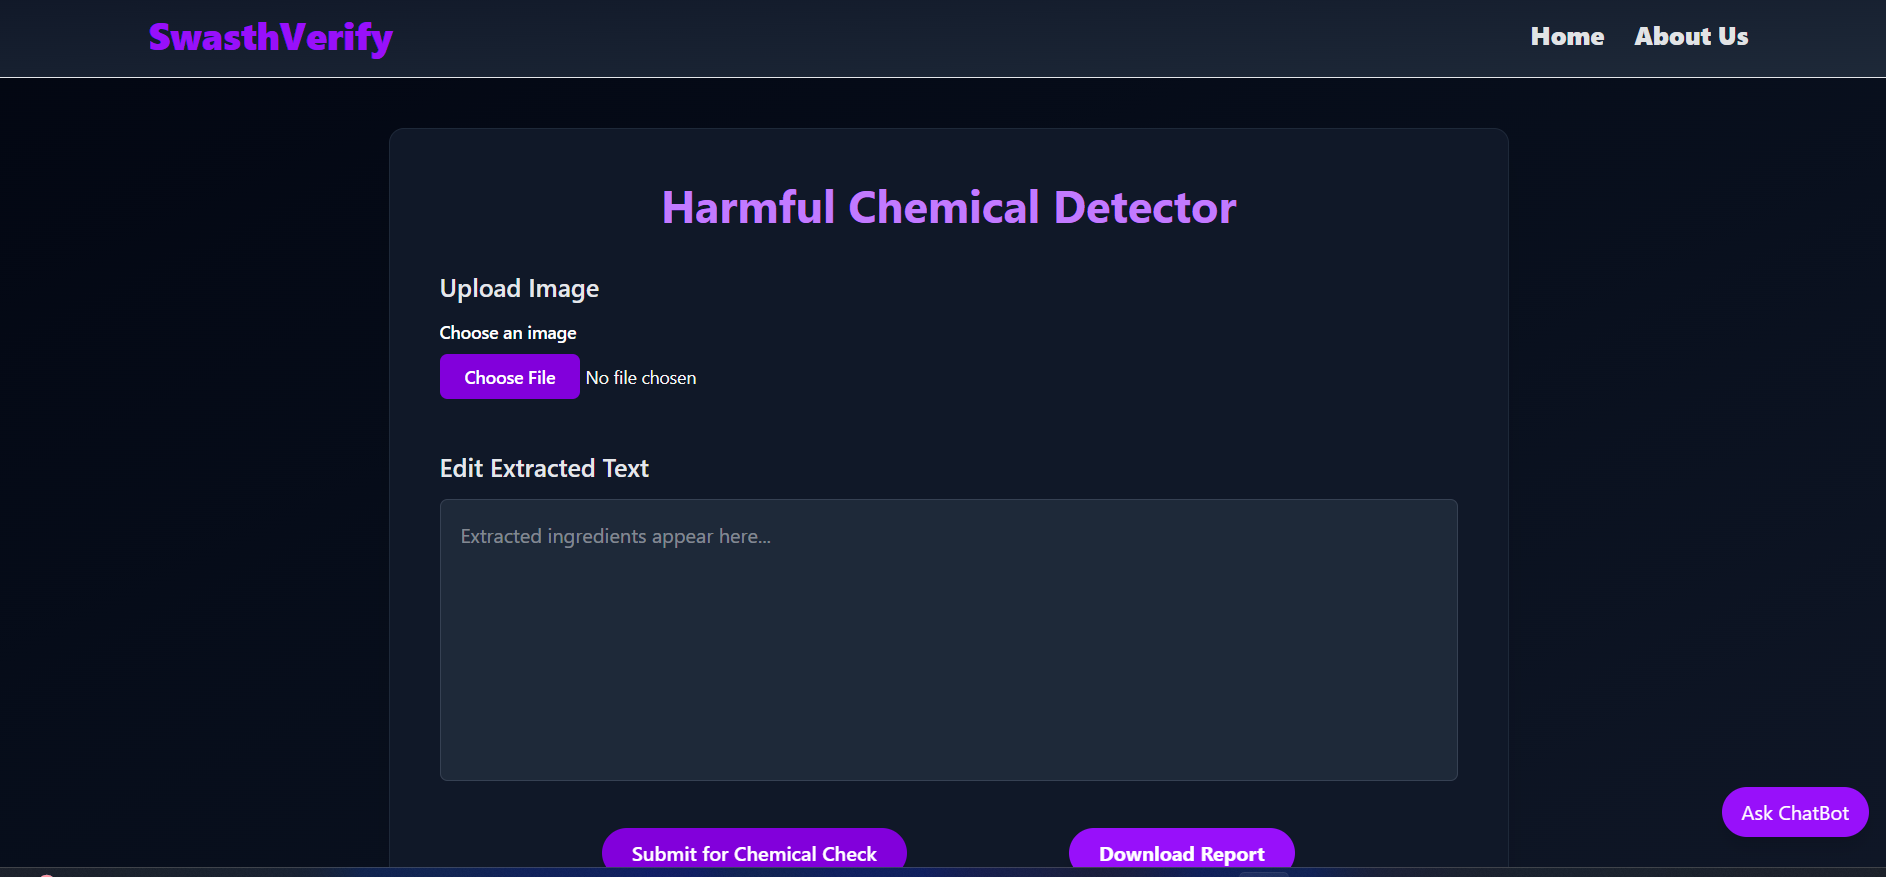 SwasthVerify
Home
About Us
Harmful Chemical Detector
Upload Image
Choose an image
Choose File No file chosen
Edit Extracted Text
Extracted ingredients appear here...
Ask ChatBot
Submit for Chemical Check
Download Report